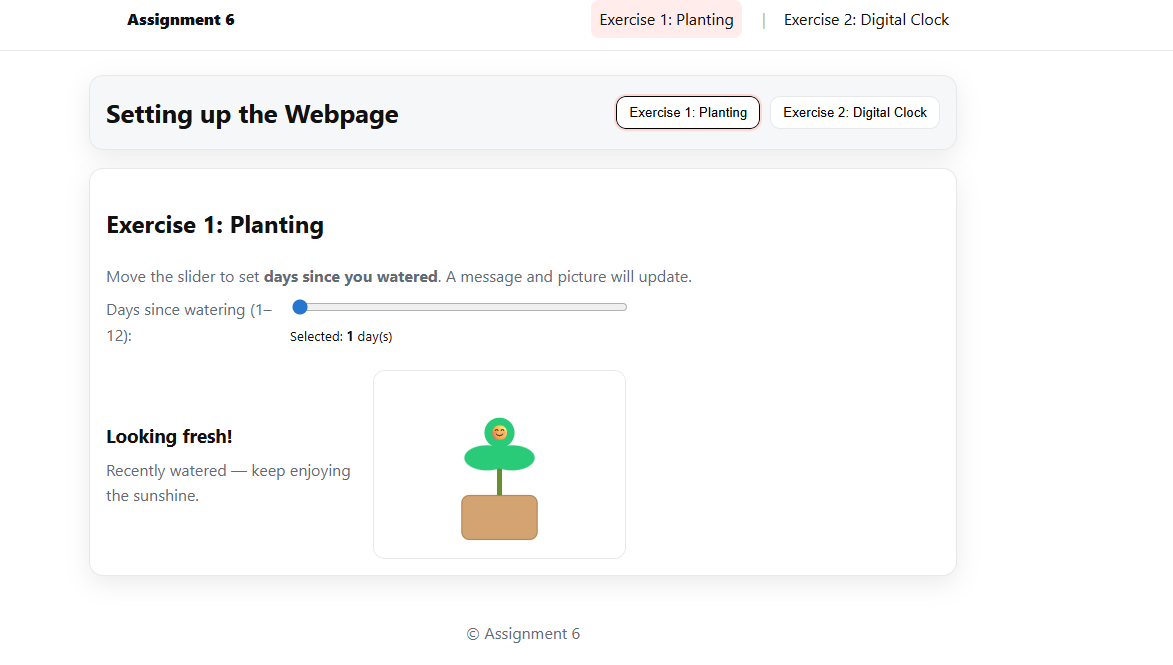 Assignment 6
Exercise 1: Planting | Exercise 2: Digital Clock
Setting up the Webpage
Exercise 1: Planting
Exercise 2: Digital Clock
Exercise 1: Planting
Move the slider to set days since you watered. A message and picture will update.
Days since watering (1–
12):
Selected: 1 day(s)
Looking fresh!
Recently watered — keep enjoying
the sunshine.
© Assignment 6